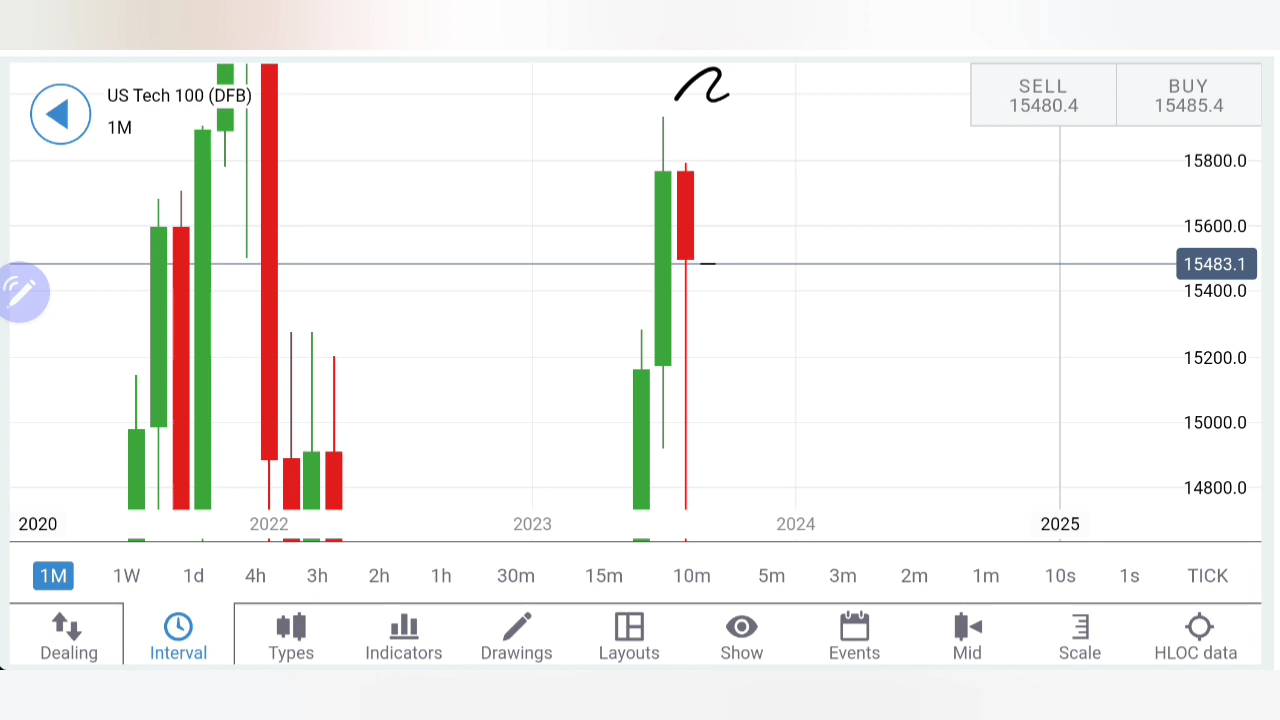 US Tech 100 (DFB)
1M
SELL BUY
15480.4 15485.4
15800.0
15600.0
15483.1
15400.0
15200.0
15000.0
14800.0
2020 2022 2023 2024 2025
1M 1W 1d 4h 3h 2h 1h 30m 15m 10m 5m 3m 2m 1m 10s 1s TICK
Dealing Interval Types Indicators Drawings Layouts Show Events Mid Scale HLOC data